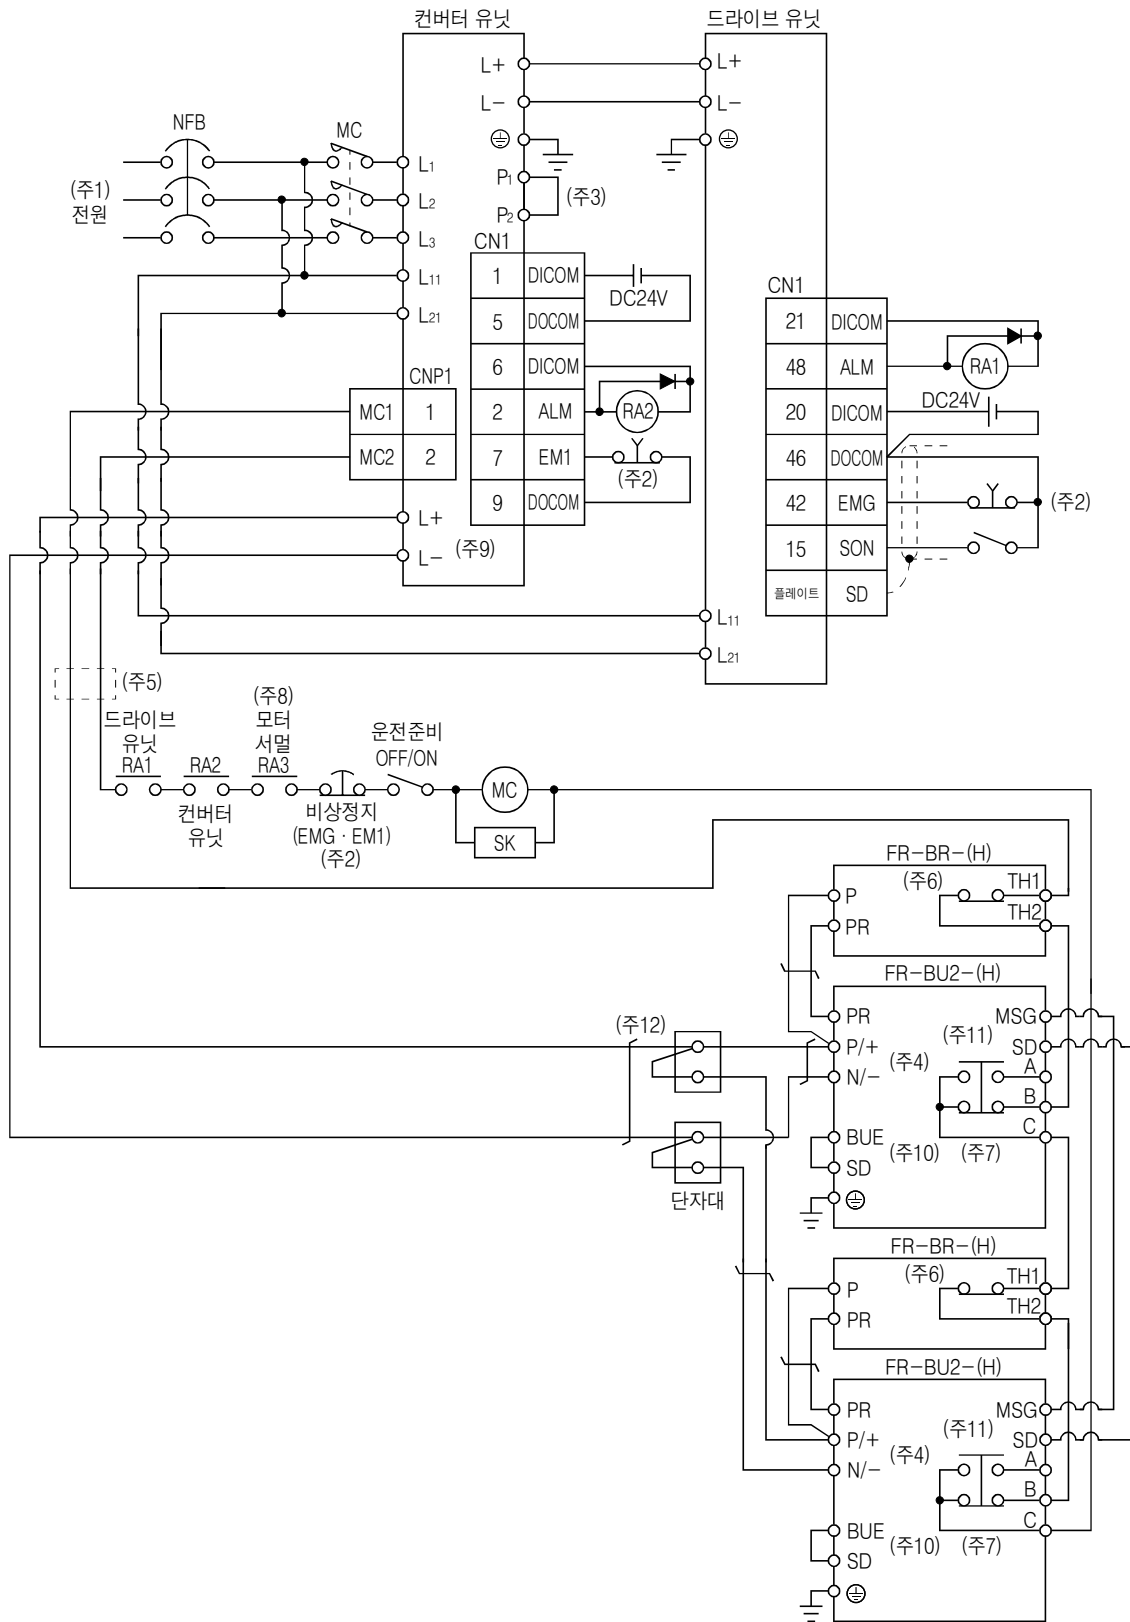 컨버터 유닛
드라이브 유닛
L+
L+
L−
L−
NFB
MC
(주1)
전원
L1
L2
L3
L11
L21
P1
P2
(주3)
CN1
1 DICOM
5 DOCOM
6 DICOM
2 ALM
7 EM1
9 DOCOM
DC24V
RA2
(주2)
CNP1
MC1 1
MC2 2
L+
L−
(주9)
CN1
21 DICOM
48 ALM
20 DICOM
46 DOCOM
42 EMG
15 SON
플레이트 SD
RA1
DC24V
(주2)
L11
L21
(주5)
드라이브
유닛
RA1
RA2
컨버터
유닛
(주8)
모터
서멀
RA3
비상정지
(EMG · EM1)
(주2)
운전준비
OFF/ON
MC
SK
FR−BR−(H)
(주6)
P
PR
TH1
TH2
FR−BU2−(H)
PR
P/+
N/−
(주4)
BUE
SD
(주10)
MSG
(주11)
SD
A
B
C
(주7)
(주12)
단자대
FR−BR−(H)
(주6)
P
PR
TH1
TH2
FR−BU2−(H)
PR
P/+
N/−
(주4)
BUE
SD
(주10)
MSG
(주11)
SD
A
B
C
(주7)